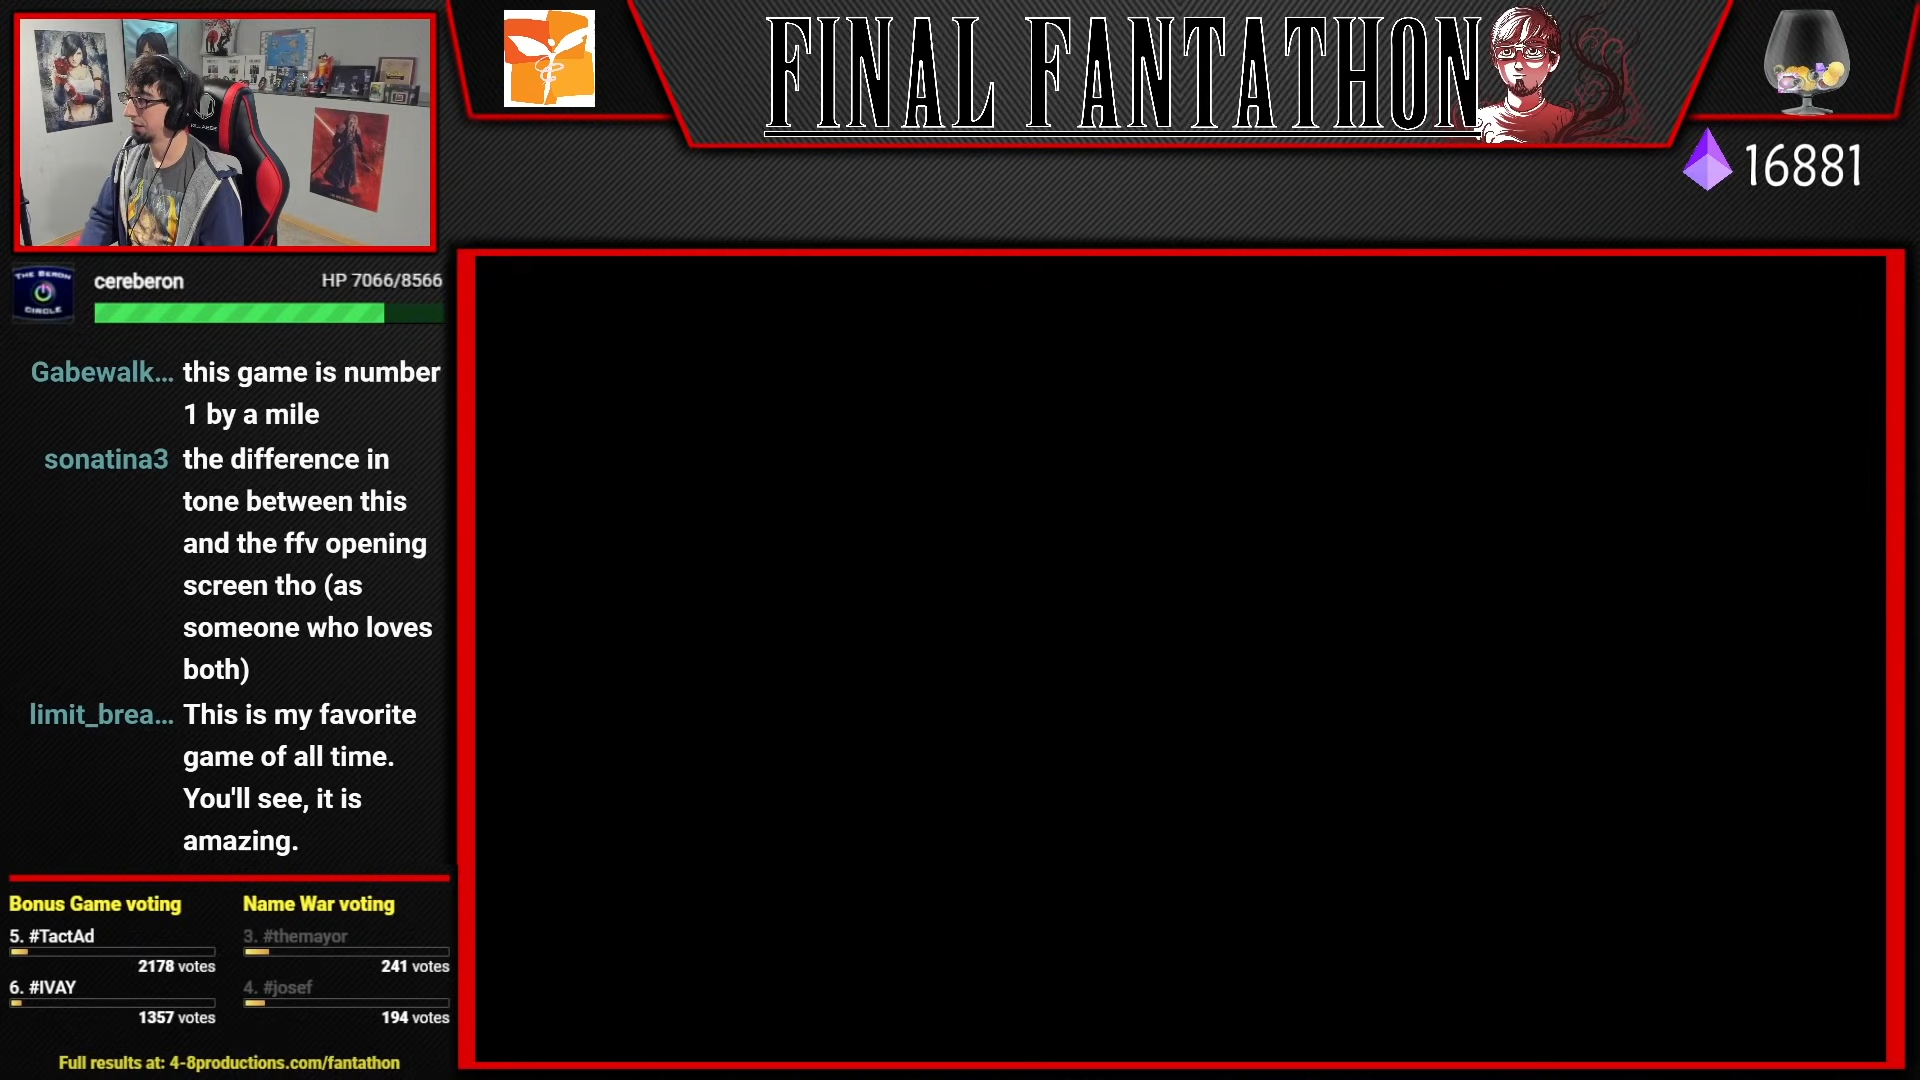 FINAL FANTATHON
16881
THE BERON
CIRCLE
cereberon
HP 7066/8566
Gabewalk... this game is number
1 by a mile
sonatina3 the difference in
tone between this
and the ffv opening
screen tho (as
someone who loves
both)
limit_brea... This is my favorite
game of all time.
You'll see, it is
amazing.
Bonus Game voting
5. #TactAd
2178 votes
6. #IVAY
1357 votes
Name War voting
3. #themayor
241 votes
4. #josef
194 votes
Full results at: 4-8productions.com/fantathon